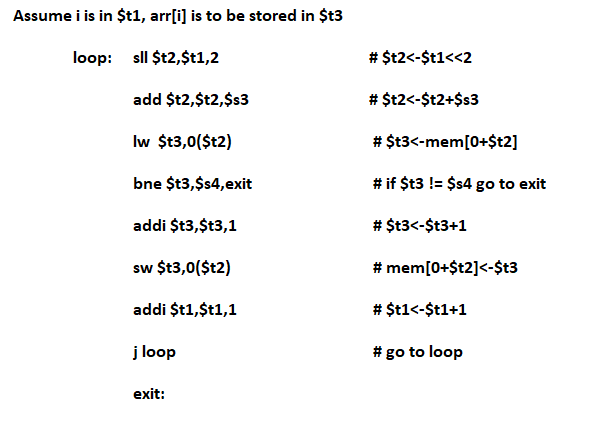 Assume i is in $t1, arr[i] is to be stored in $t3
loop: sll $t2,$t1,2 # $t2<-$t1<<2
add $t2,$t2,$s3 # $t2<-$t2+$s3
lw $t3,0($t2) # $t3<-mem[0+$t2]
bne $t3,$s4,exit # if $t3 != $s4 go to exit
addi $t3,$t3,1 # $t3<-$t3+1
sw $t3,0($t2) # mem[0+$t2]<-$t3
addi $t1,$t1,1 # $t1<-$t1+1
j loop # go to loop
exit: